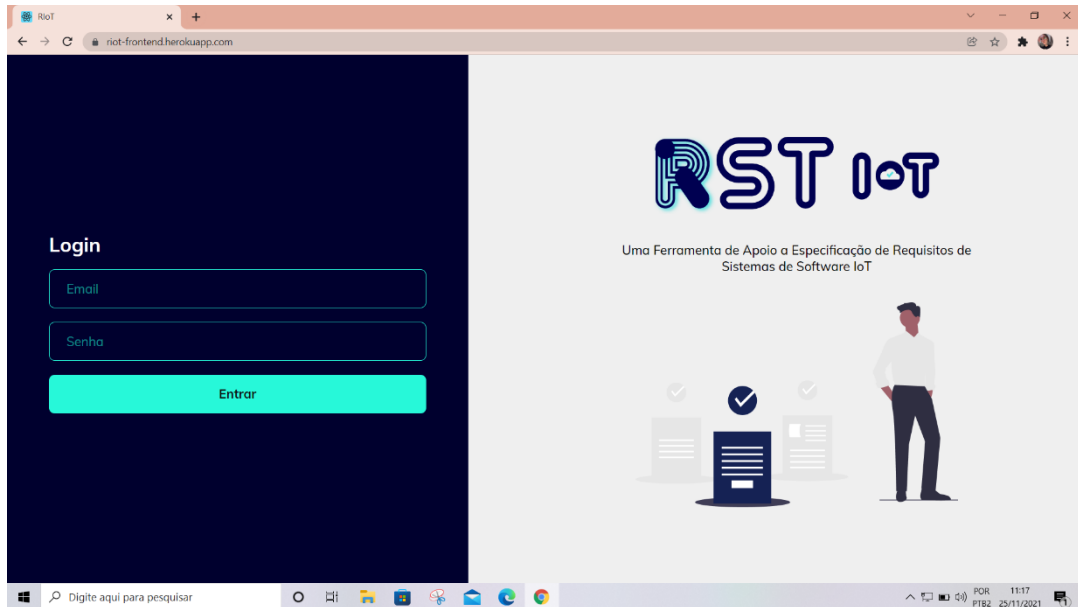 RIoT
riot-frontend.herokuapp.com
Login
Email
Senha
Entrar
RST IoT
Uma Ferramenta de Apoio a Especificação de Requisitos de
Sistemas de Software IoT
Digite aqui para pesquisar
POR
PTB2
11:17
25/11/2021
1